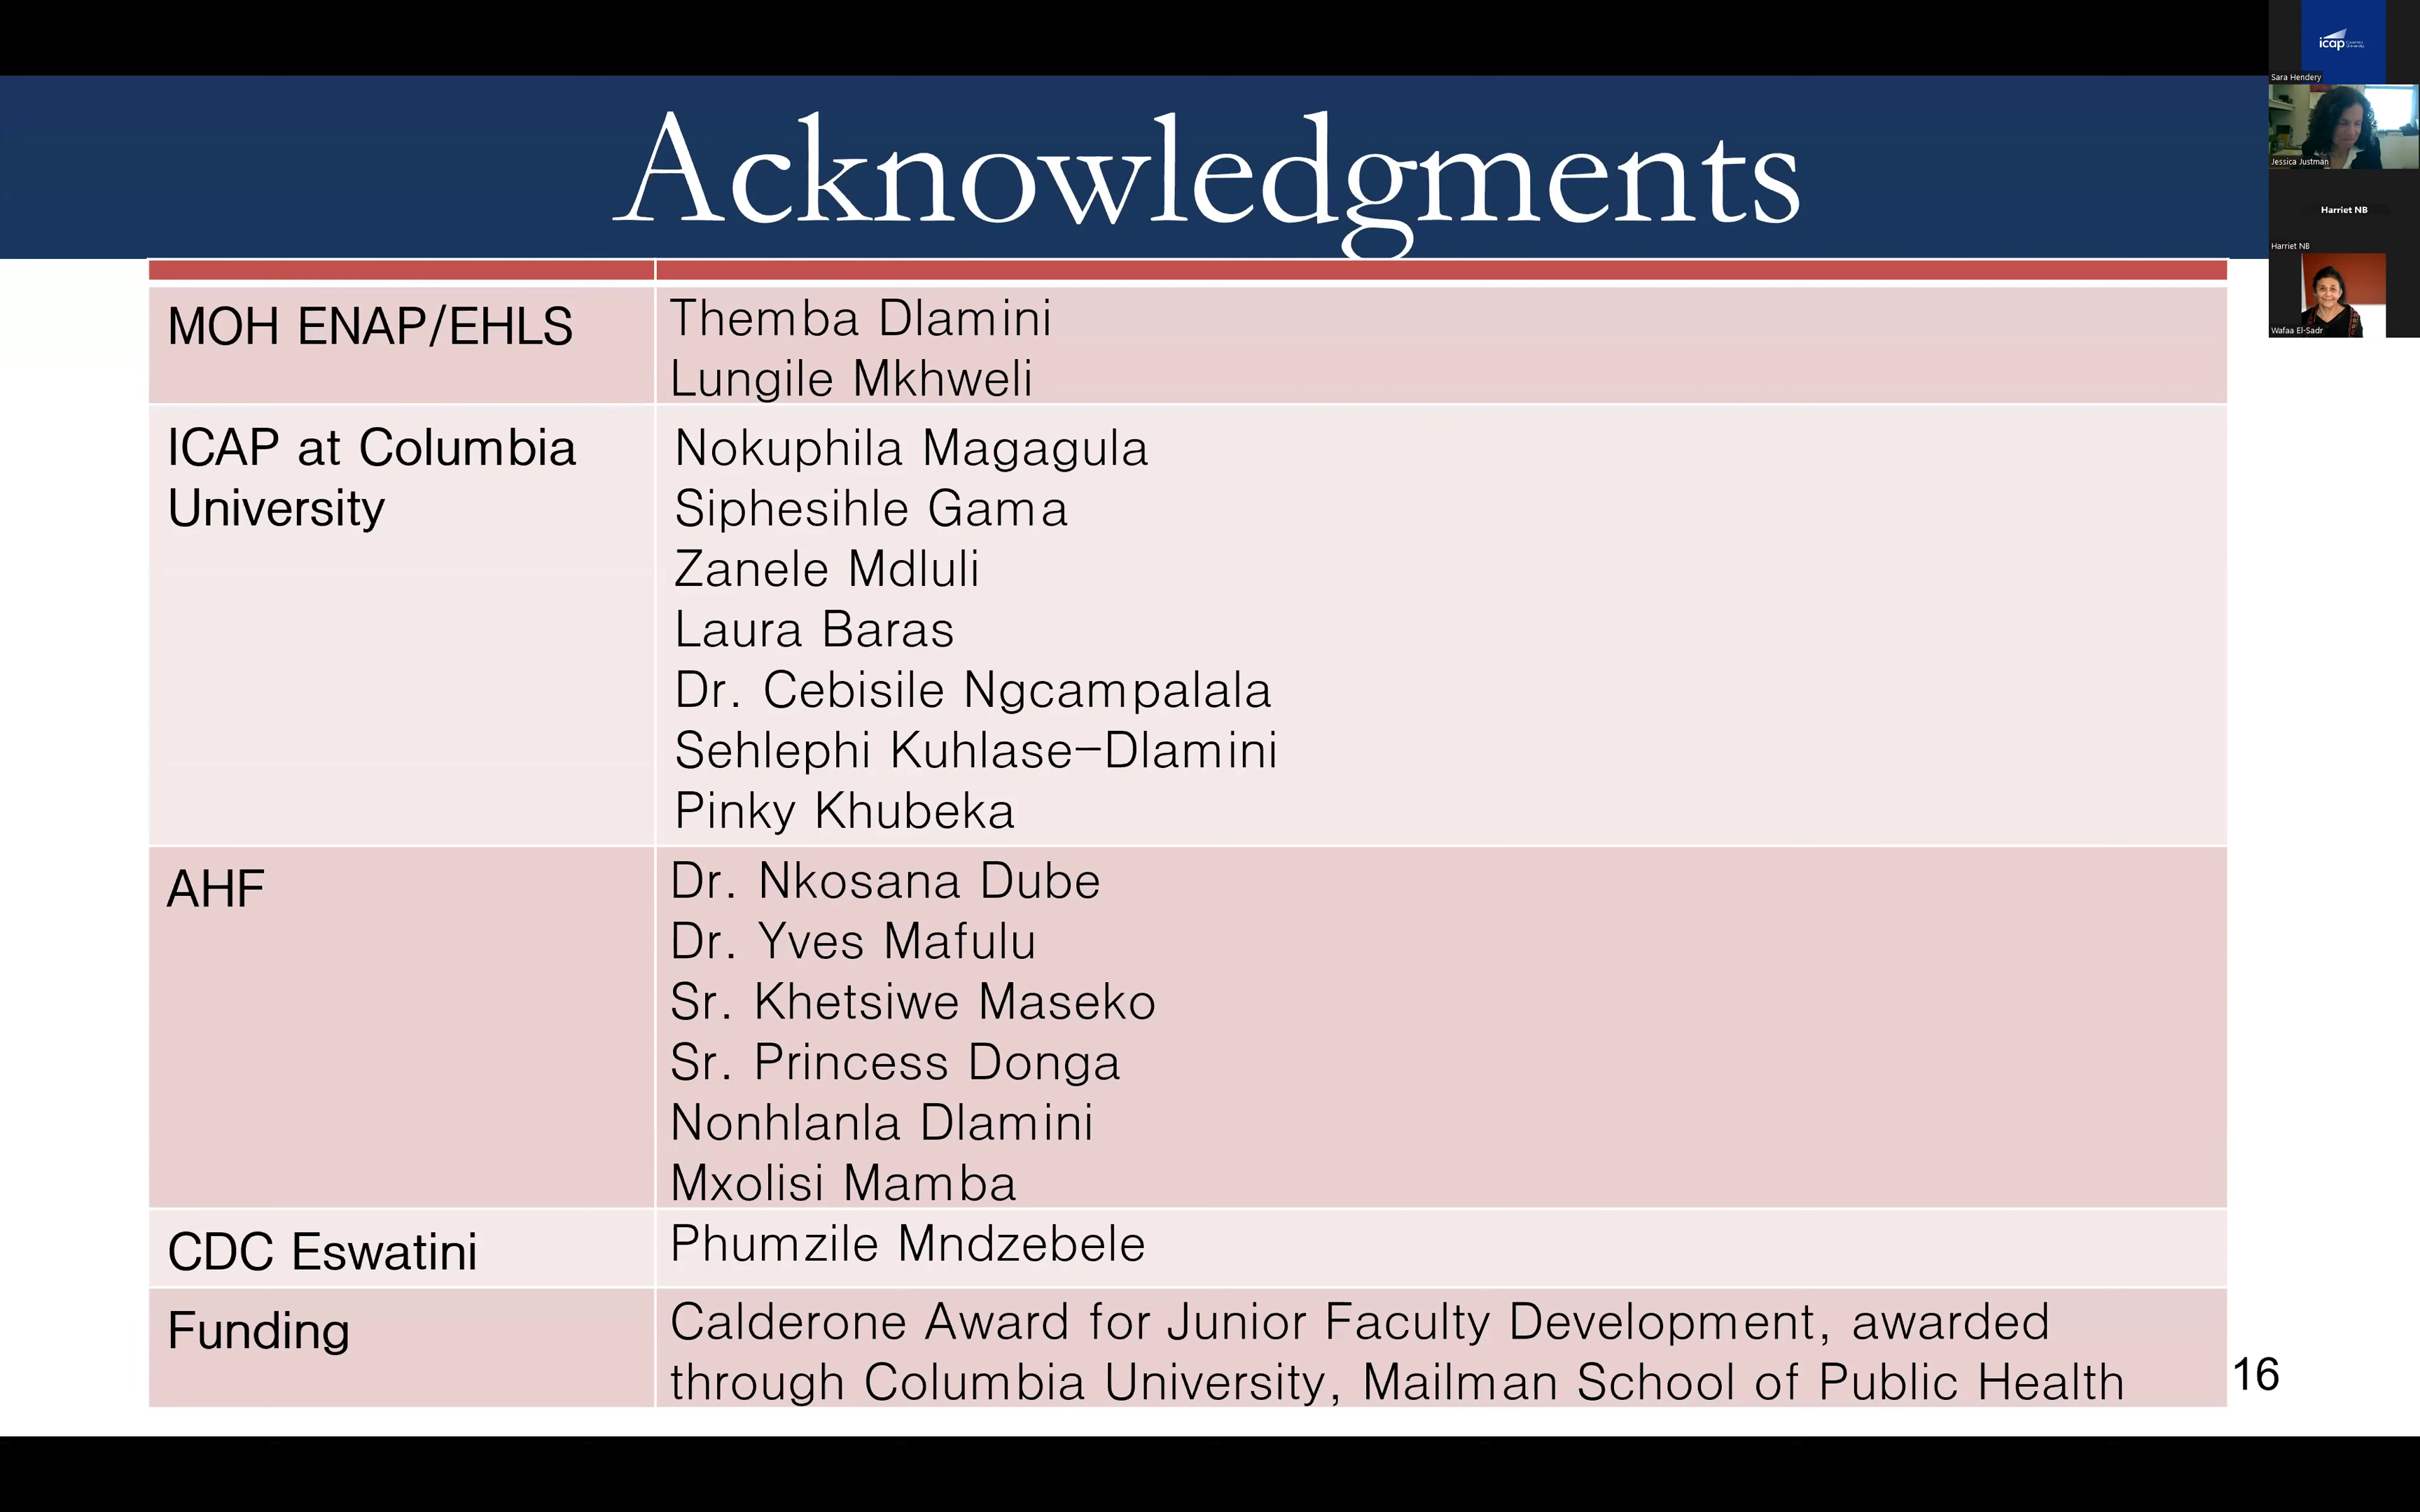 Acknowledgments
MOH ENAP/EHLS
Themba Dlamini
Lungile Mkhweli
ICAP at Columbia
University
Nokuphila Magagula
Siphesihle Gama
Zanele Mdluli
Laura Baras
Dr. Cebisile Ngcampalala
Sehlephi Kuhlase-Dlamini
Pinky Khubeka
AHF
Dr. Nkosana Dube
Dr. Yves Mafulu
Sr. Khetsiwe Maseko
Sr. Princess Donga
Nonhlanla Dlamini
Mxolisi Mamba
CDC Eswatini
Phumzile Mndzebele
Funding
Calderone Award for Junior Faculty Development, awarded
through Columbia University, Mailman School of Public Health
16
icap
Sara Hendery
Jessica Justman
Harriet NB
Harriet NB
Wafaa El-Sadr